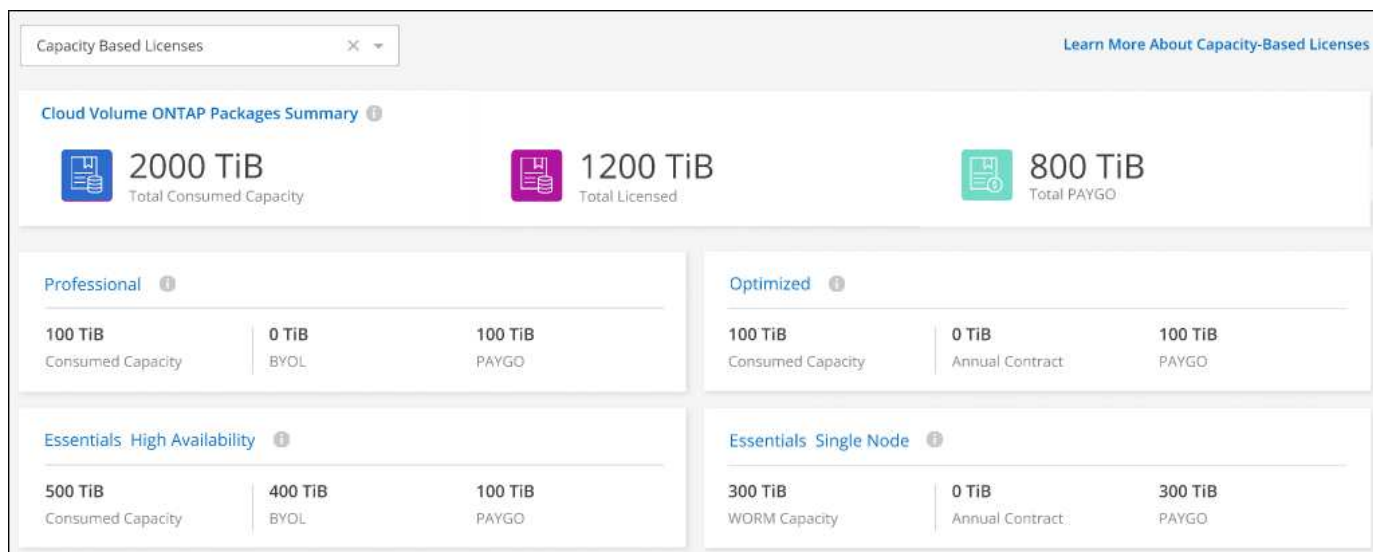 Capacity Based Licenses
Learn More About Capacity-Based Licenses
Cloud Volume ONTAP Packages Summary
2000 TiB
Total Consumed Capacity
1200 TiB
Total Licensed
800 TiB
Total PAYGO
Professional
100 TiB
Consumed Capacity
0 TiB
BYOL
100 TiB
PAYGO
Optimized
100 TiB
Consumed Capacity
0 TiB
Annual Contract
100 TiB
PAYGO
Essentials High Availability
500 TiB
Consumed Capacity
400 TiB
BYOL
100 TiB
PAYGO
Essentials Single Node
300 TiB
WORM Capacity
0 TiB
Annual Contract
300 TiB
PAYGO